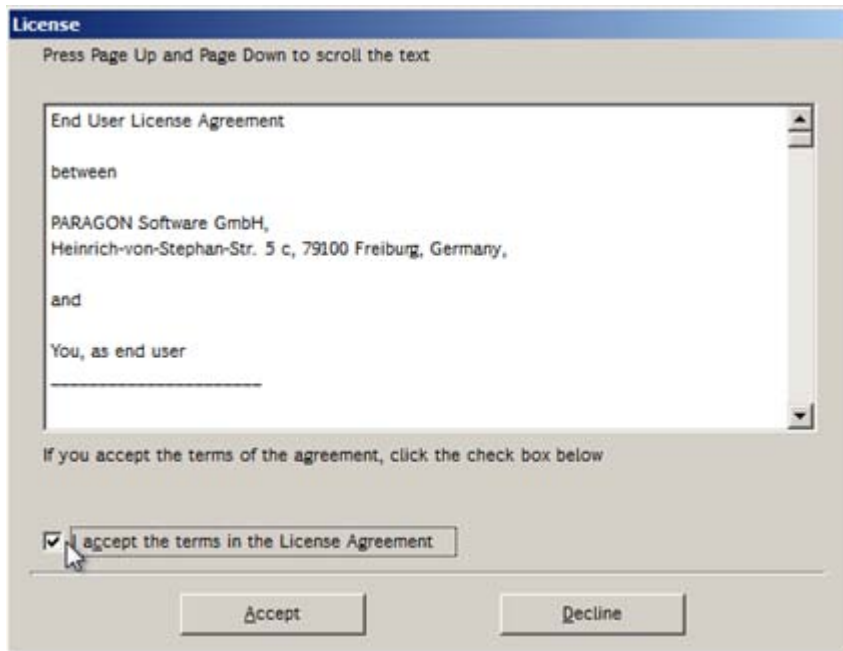 License
Press Page Up and Page Down to scroll the text
End User License Agreement
between
PARAGON Software GmbH,
Heinrich-von-Stephan-Str. 5 c, 79100 Freiburg, Germany,
and
You, as end user
______________________
If you accept the terms of the agreement, click the check box below
I accept the terms in the License Agreement
Accept
Decline